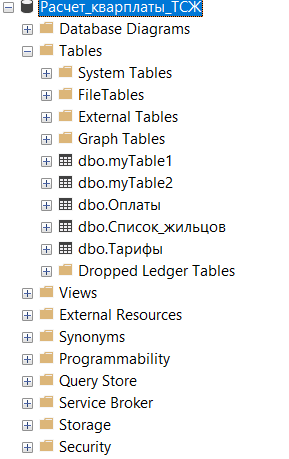 Расчет_кварплаты_ТСЖ
Database Diagrams
Tables
System Tables
FileTables
External Tables
Graph Tables
dbo.myTable1
dbo.myTable2
dbo.Оплаты
dbo.Список_жильцов
dbo.Тарифы
Dropped Ledger Tables
Views
External Resources
Synonyms
Programmability
Query Store
Service Broker
Storage
Security